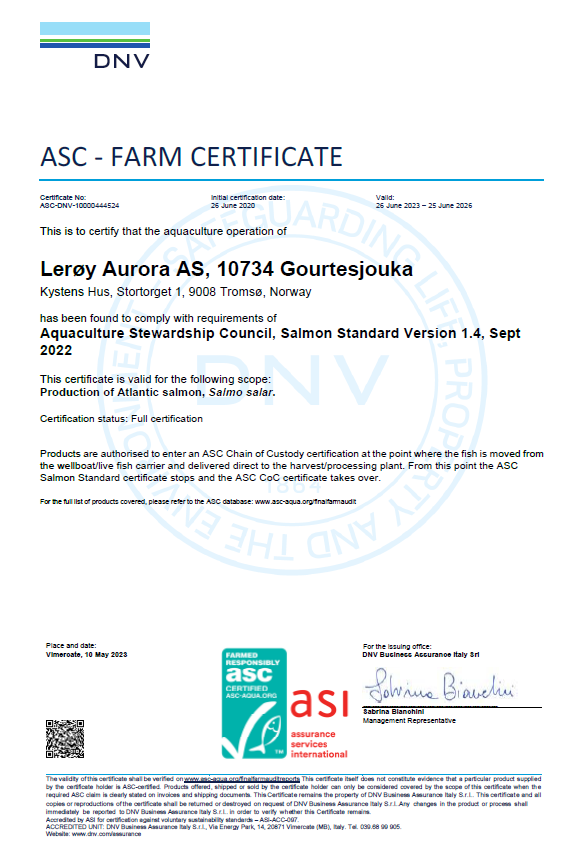 DNV
ASC - FARM CERTIFICATE
Certificate No:
ASC-DNV-10000444524
Initial certification date:
26 June 2020
Valid:
26 June 2023 – 25 June 2026
This is to certify that the aquaculture operation of
Lerøy Aurora AS, 10734 Gourtesjouka
Kystens Hus, Stortorget 1, 9008 Tromsø, Norway
has been found to comply with requirements of
Aquaculture Stewardship Council, Salmon Standard Version 1.4, Sept
2022
This certificate is valid for the following scope:
Production of Atlantic salmon, Salmo salar.
Certification status: Full certification
Products are authorised to enter an ASC Chain of Custody certification at the point where the fish is moved from
the wellboat/live fish carrier and delivered direct to the harvest/processing plant. From this point the ASC
Salmon Standard certificate stops and the ASC CoC certificate takes over.
For the full list of products covered, please refer to the ASC database: www.asc-aqua.org/finalfarmaudit
SAFEGUARDING LIFE, PROPERTY AND THE ENVIRONMENT
DNV
1864
Place and date:
Vimercate, 10 May 2023
FARMED
RESPONSIBLY
asc
CERTIFIED
ASC-AQUA.ORG
TM
asi
assurance
services
international
For the issuing office:
DNV Business Assurance Italy Srl
Sabrina Bianchini
Sabrina Bianchini
Management Representative
The validity of this certificate shall be verified on www.asc-aqua.org/finalfarmauditreports This certificate itself does not constitute evidence that a particular product supplied
by the certificate holder is ASC-certified. Products offered, shipped or sold by the certificate holder can only be considered covered by the scope of this certificate when the
required ASC claim is clearly stated on invoices and shipping documents. This Certificate remains the property of DNV Business Assurance Italy S.r.l.. This certificate and all
copies or reproductions of the certificate shall be returned or destroyed on request of DNV Business Assurance Italy S.r.l. Any changes in the product or process shall
immediately be reported to DNV Business Assurance Italy S.r.l. in order to verify whether this Certificate remains.
Accredited by ASI for certification against voluntary sustainability standards – ASI-ACC-097.
ACCREDITED UNIT: DNV Business Assurance Italy S.r.l., Via Energy Park, 14, 20871 Vimercate (MB), Italy. Tel. 039.68 99 905.
Website: www.dnv.com/assurance